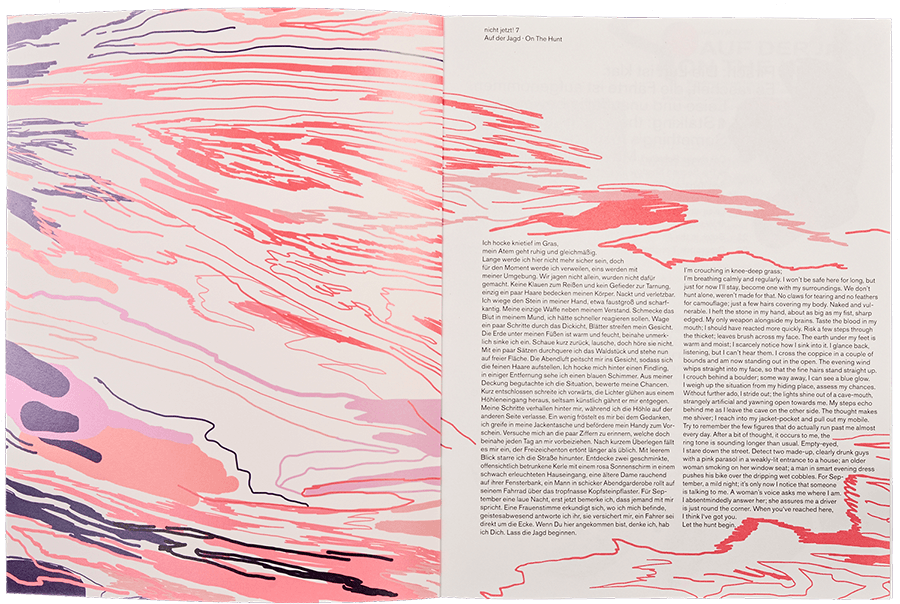 nicht jetzt! 7
Auf der Jagd · On The Hunt
Ich hocke knietief im Gras,
mein Atem geht ruhig und gleichmäßig.
Lange werde ich hier nicht mehr sicher sein, doch
für den Moment werde ich verweilen, eins werden mit
meiner Umgebung. Wir jagen nicht allein, wurden nicht dafür
gemacht. Keine Klauen zum Reißen und kein Gefieder zur Tarnung,
einzig ein paar Haare bedecken meinen Körper. Nackt und verletzbar.
Ich wiege den Stein in meiner Hand, etwa faustgroß und scharf-
kantig. Meine einzige Waffe neben meinem Verstand. Schmecke das
Blut in meinem Mund, ich hätte schneller reagieren sollen. Wage
ein paar Schritte durch das Dickicht, Blätter streifen mein Gesicht.
Die Erde unter meinen Füßen ist warm und feucht, beinahe unmerk-
lich sinke ich ein. Schaue kurz zurück, lausche, doch höre sie nicht.
Mit ein paar Sätzen durchquere ich das Waldstück und stehe nun
auf freier Fläche. Die Abendluft peitscht mir ins Gesicht, sodass sich
die feinen Haare aufstellen. Ich hocke mich hinter einen Findling,
in einiger Entfernung sehe ich einen blauen Schimmer. Aus meiner
Deckung begutachte ich die Situation, bewerte meine Chancen.
Kurz entschlossen schreite ich vorwärts, die Lichter glühen aus einem
Höhleneingang heraus, seltsam künstlich gähnt er mir entgegen.
Meine Schritte verhallen hinter mir, während ich die Höhle auf der
anderen Seite verlasse. Ein wenig fröstelt es mir bei dem Gedanken,
ich greife in meine Jackentasche und befördere mein Handy zum Vor-
schein. Versuche mich an die paar Ziffern zu erinnern, welche doch
beinahe jeden Tag an mir vorbeiziehen. Nach kurzem Überlegen fällt
es mir ein, der Freizeichenton ertönt länger als üblich. Mit leerem
Blick starre ich die Straße hinunter. Entdecke zwei geschminkte,
offensichtlich betrunkene Kerle mit einem rosa Sonnenschirm in einem
schwach erleuchteten Hauseingang, eine ältere Dame rauchend
auf ihrer Fensterbank, ein Mann in schicker Abendgarderobe rollt auf
seinem Fahrrad über das tropfnasse Kopfsteinpflaster. Für Sep-
tember eine laue Nacht, erst jetzt bemerke ich, dass jemand mit mir
spricht. Eine Frauenstimme erkundigt sich, wo ich mich befinde,
geistesabwesend antworte ich ihr, sie versichert mir, ein Fahrer sei
direkt um die Ecke. Wenn Du hier angekommen bist, denke ich, hab
ich Dich. Lass die Jagd beginnen.
I'm crouching in knee-deep grass;
I'm breathing calmly and regularly. I won't be safe here for long, but
just for now I'll stay, become one with my surroundings. We don't
hunt alone, weren't made for that. No claws for tearing and no feathers
for camouflage; just a few hairs covering my body. Naked and vul-
nerable. I heft the stone in my hand, about as big as my fist, sharp
edged. My only weapon alongside my brains. Taste the blood in my
mouth; I should have reacted more quickly. Risk a few steps through
the thicket; leaves brush across my face. The earth under my feet is
warm and moist; I scarcely notice how I sink into it. I glance back,
listening, but I can't hear them. I cross the coppice in a couple of
bounds and am now standing out in the open. The evening wind
whips straight into my face, so that the fine hairs stand straight up.
I crouch behind a boulder; some way away, I can see a blue glow.
I weigh up the situation from my hiding place, assess my chances.
Without further ado, I stride out; the lights shine out of a cave-mouth,
strangely artificial and yawning open towards me. My steps echo
behind me as I leave the cave on the other side. The thought makes
me shiver; I reach into my jacket-pocket and pull out my mobile.
Try to remember the few figures that do actually run past me almost
every day. After a bit of thought, it occurs to me, the
ring tone is sounding longer than usual. Empty-eyed,
I stare down the street. Detect two made-up, clearly drunk guys
with a pink parasol in a weakly-lit entrance to a house; an older
woman smoking on her window seat; a man in smart evening dress
pushes his bike over the dripping wet cobbles. For Sep-
tember, a mild night; it's only now I notice that someone
is talking to me. A woman's voice asks me where I am.
I absentmindedly answer her; she assures me a driver
is just round the corner. When you've reached here,
I think I've got you.
Let the hunt begin.